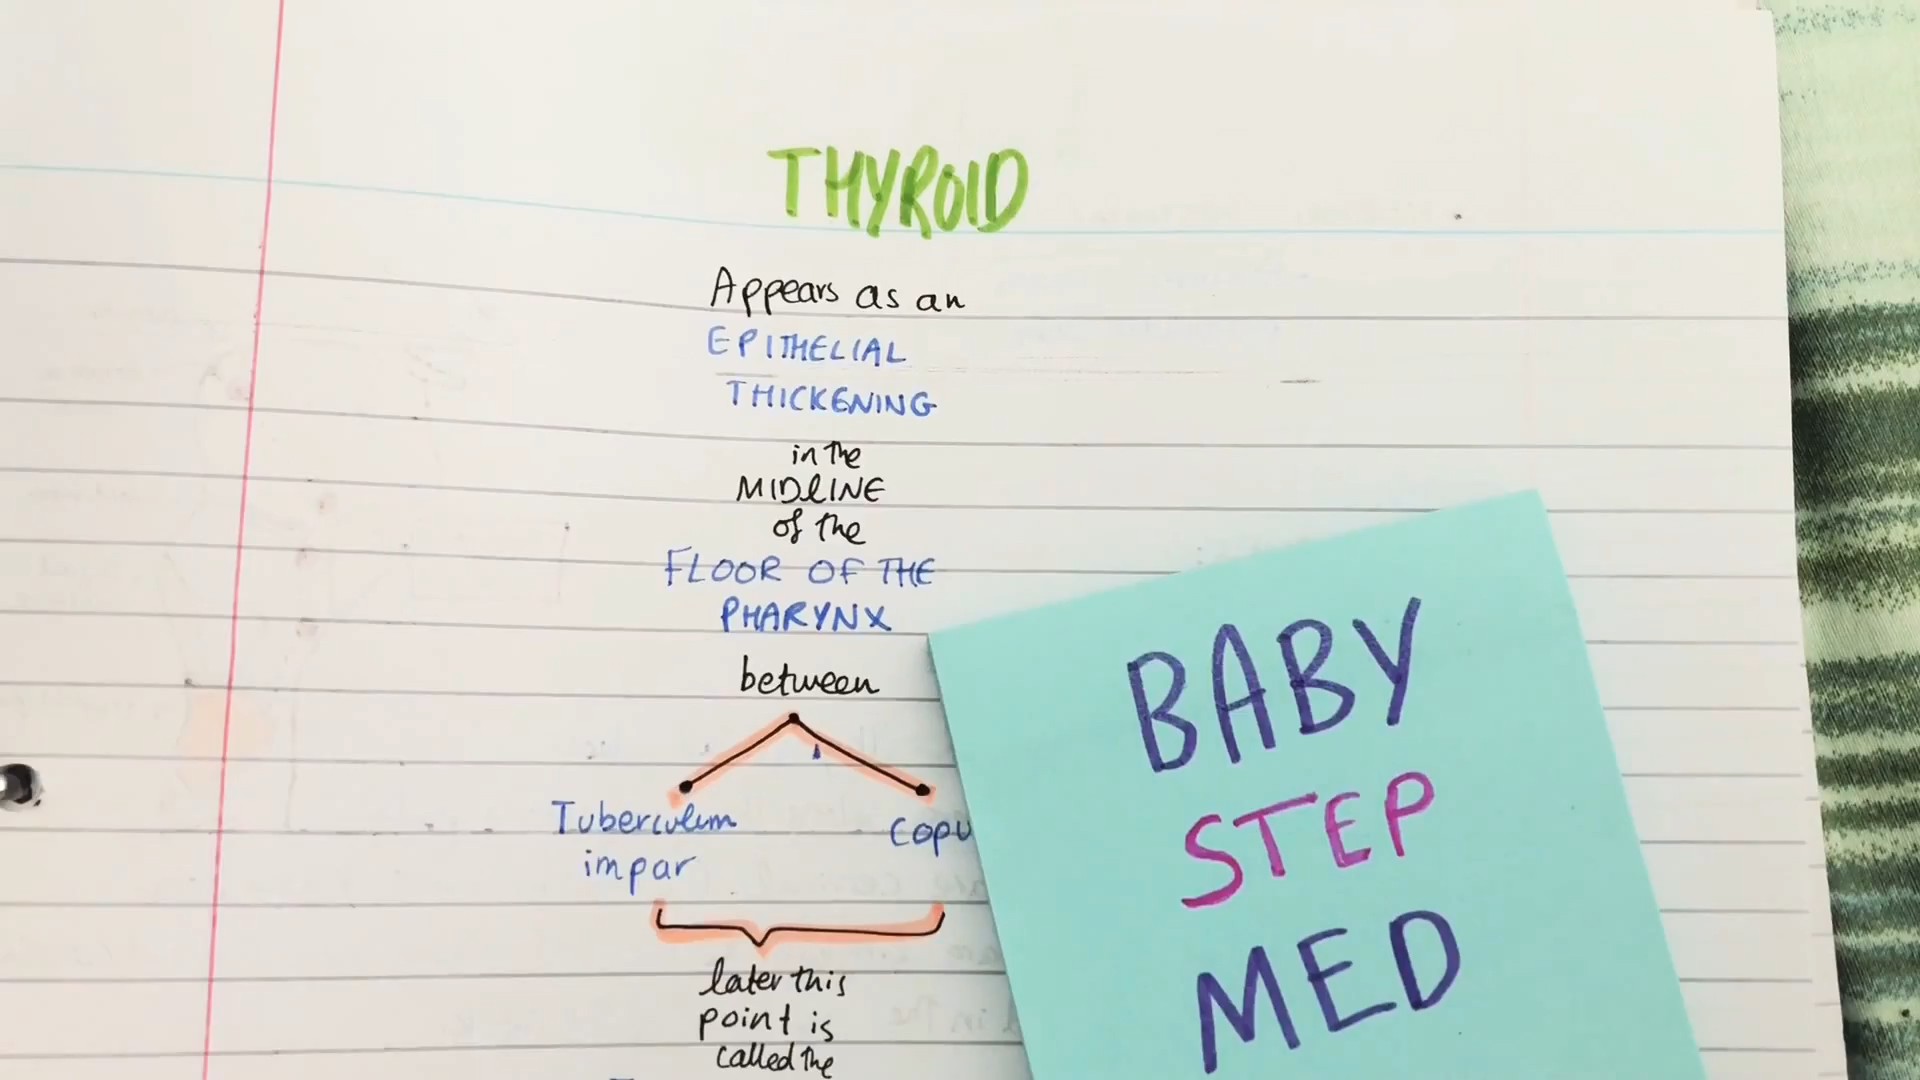 THYROID
Appears as an
EPITHELIAL
THICKENING
in the
MIDLINE
of the
FLOOR OF THE
PHARYNX
between
Tuberculum
impar
later this
point is
called the
BABY
STEP
MED